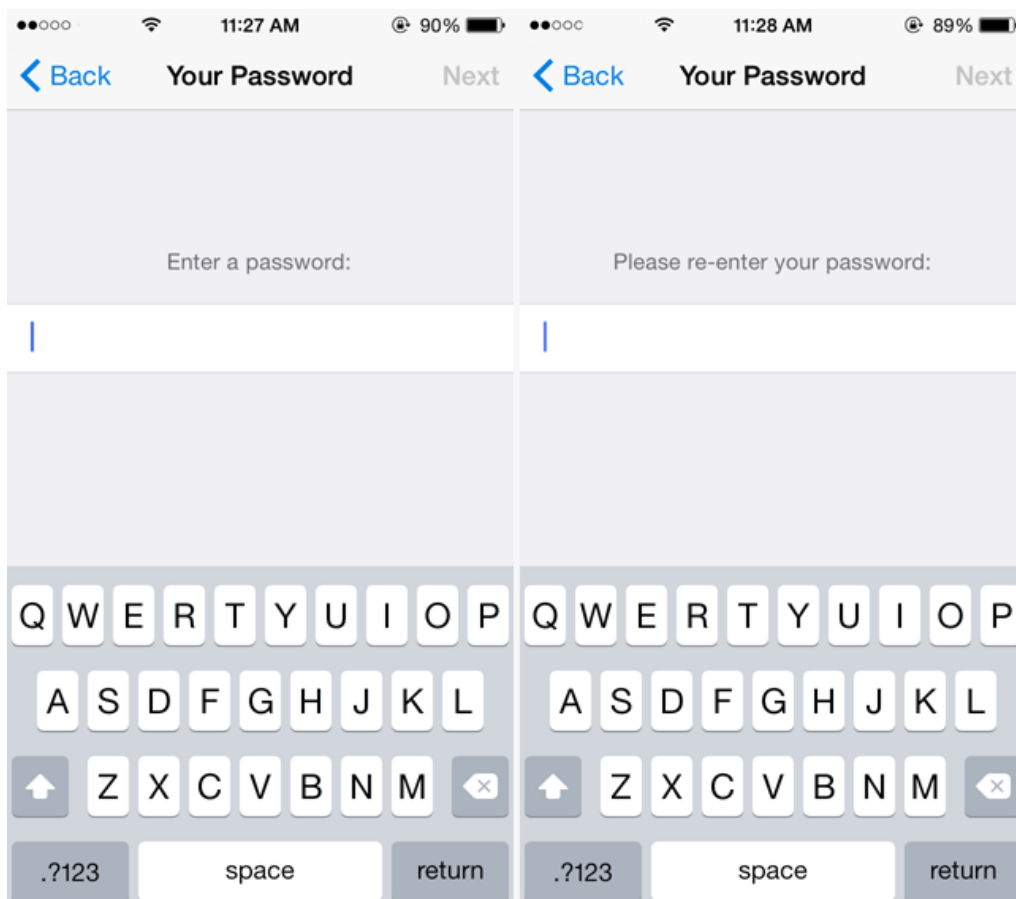 11:27 AM 90%
Back Your Password Next
Enter a password:
Q W E R T Y U I O P
A S D F G H J K L
Z X C V B N M
.?123 space return
11:28 AM 89%
Back Your Password Next
Please re-enter your password:
Q W E R T Y U I O P
A S D F G H J K L
Z X C V B N M
.?123 space return